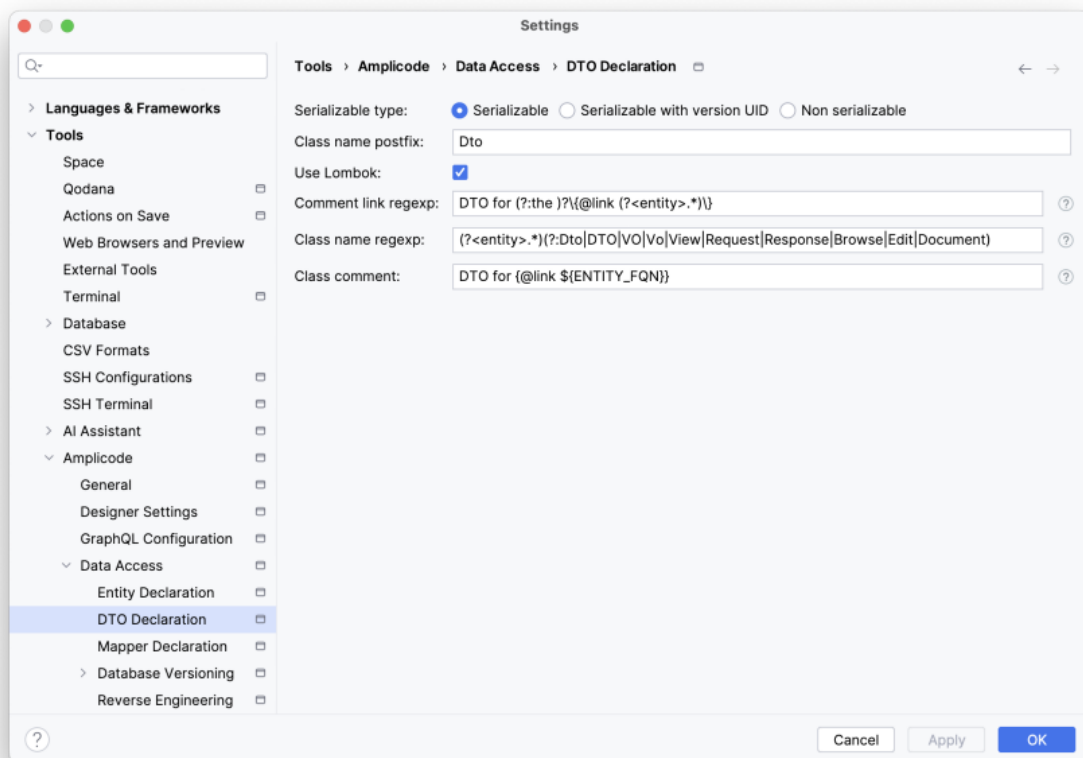 Settings
Tools › Amplicode › Data Access › DTO Declaration
Languages & Frameworks
Tools
Space
Qodana
Actions on Save
Web Browsers and Preview
External Tools
Terminal
Database
CSV Formats
SSH Configurations
SSH Terminal
AI Assistant
Amplicode
General
Designer Settings
GraphQL Configuration
Data Access
Entity Declaration
DTO Declaration
Mapper Declaration
Database Versioning
Reverse Engineering
Serializable type: Serializable Serializable with version UID Non serializable
Class name postfix: Dto
Use Lombok:
Comment link regexp: DTO for (?:the )?\{@link (?<entity>.*)\} ?
Class name regexp: (?<entity>.*)(?:Dto|DTO|VO|Vo|View|Request|Response|Browse|Edit|Document) ?
Class comment: DTO for {@link ${ENTITY_FQN}} ?
? Cancel Apply OK